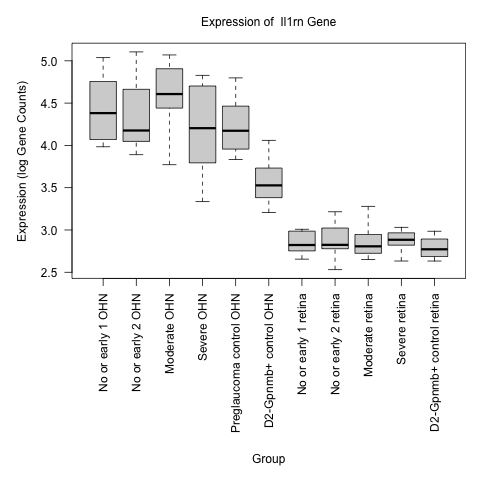 Expression of Il1rn Gene
Expression (log Gene Counts)
5.0
4.5
4.0
3.5
3.0
2.5
No or early 1 OHN
No or early 2 OHN
Moderate OHN
Severe OHN
Preglaucoma control OHN
D2-Gpnmb+ control OHN
No or early 1 retina
No or early 2 retina
Moderate retina
Severe retina
D2-Gpnmb+ control retina
Group